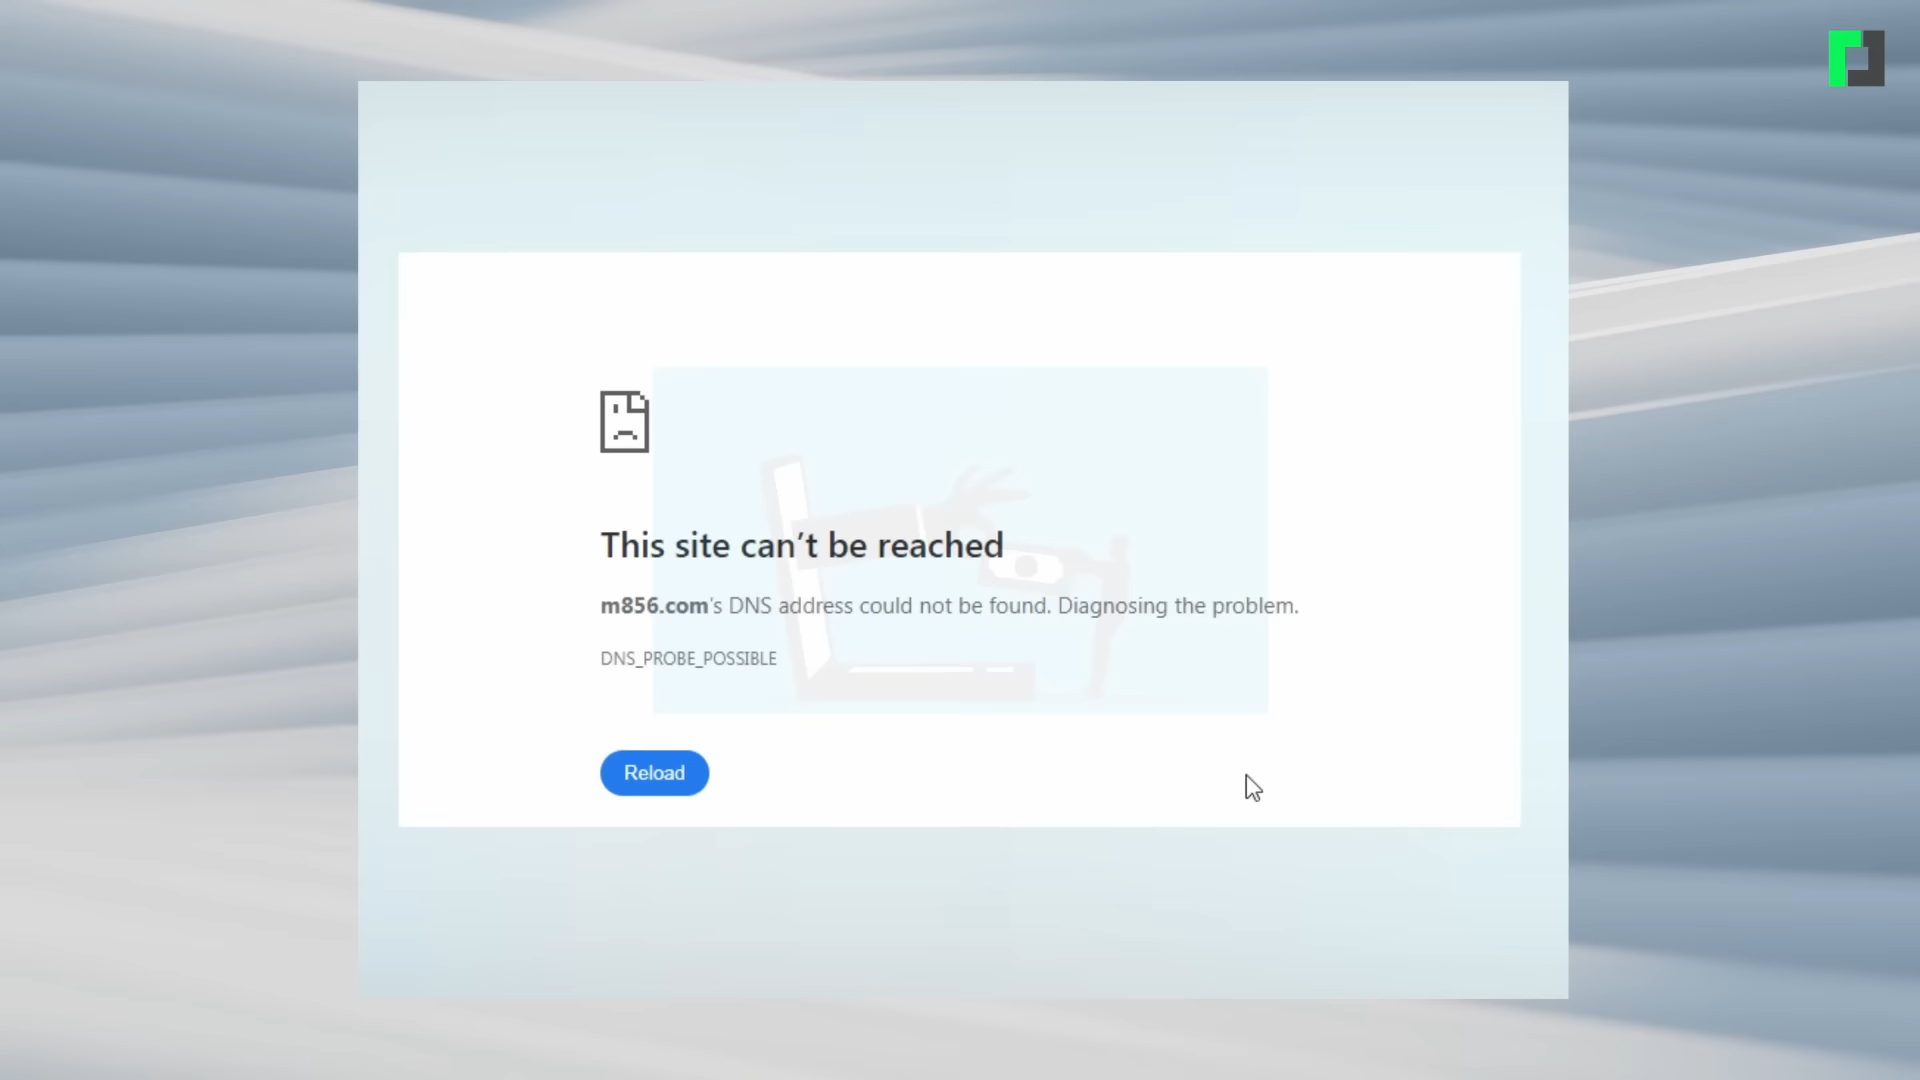 This site can’t be reached
m856.com's DNS address could not be found. Diagnosing the problem.
DNS_PROBE_POSSIBLE
Reload